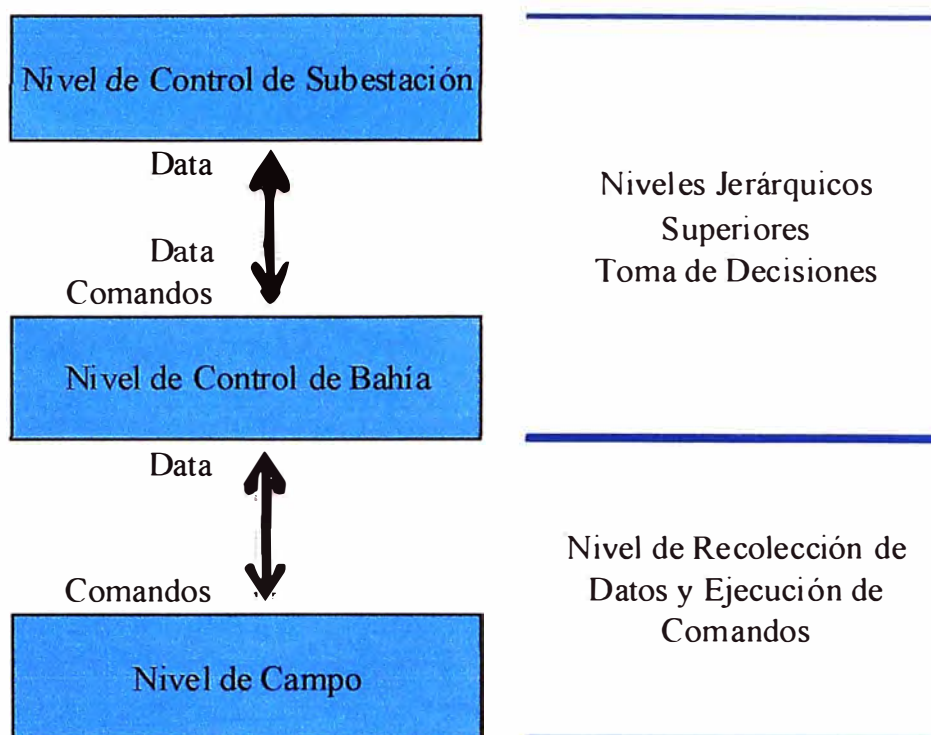 Nivel de Control de Subestación
Data
Data
Comandos
Nivel de Control de Bahía
Data
Comandos
Nivel de Campo
Niveles Jerárquicos
Superiores
Toma de Decisiones
Nivel de Recolección de
Datos y Ejecución de
Comandos